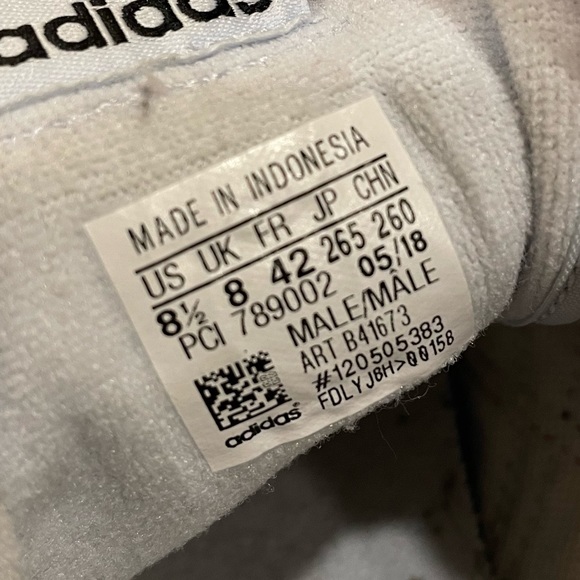 adidas
MADE IN INDONESIA
US UK FR JP CHN
8½ 8 42 265 260
PCI 789002 05/18
MALE/MÂLE
ART B41673
#120505383
FDLYJ8H>00158
adidas